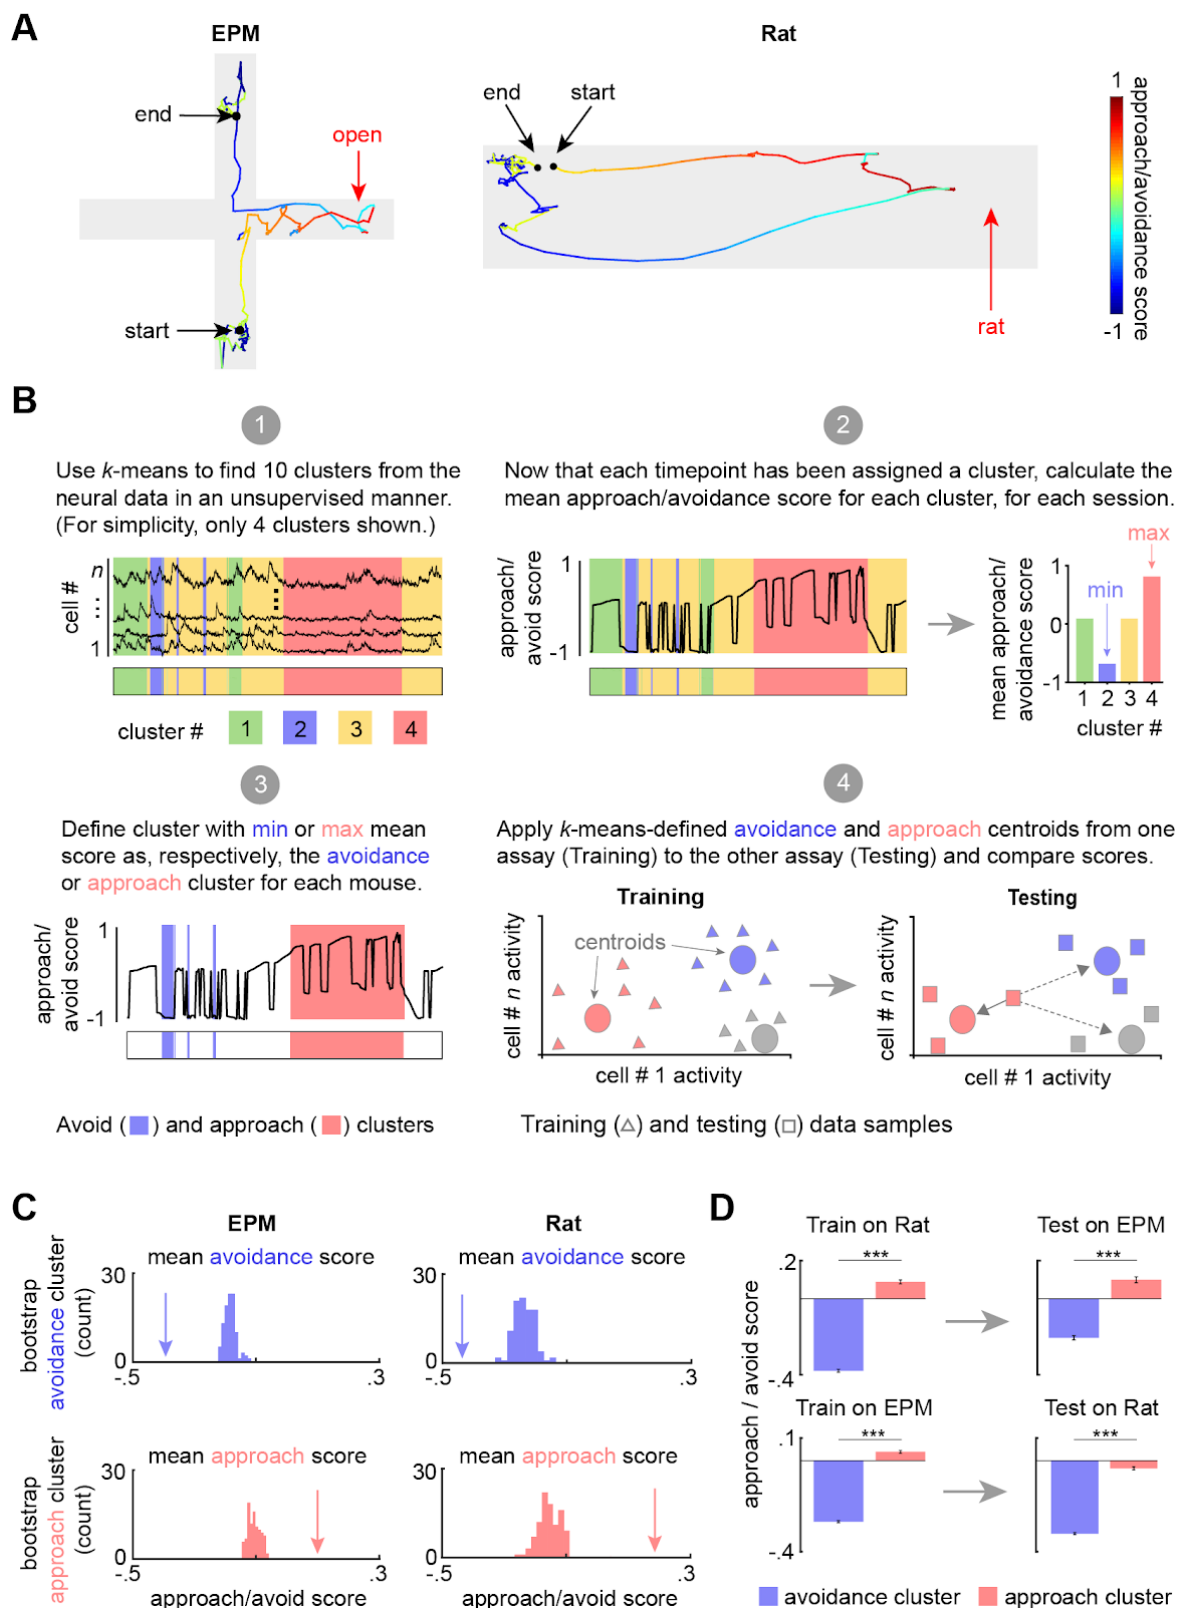 A
EPM
Rat
end
open
start
end
start
rat
1
-1
approach/avoidance score
B
1
Use k-means to find 10 clusters from the
neural data in an unsupervised manner.
(For simplicity, only 4 clusters shown.)
cell #
n
1
cluster #
1
2
3
4
2
Now that each timepoint has been assigned a cluster, calculate the
mean approach/avoidance score for each cluster, for each session.
approach/
avoid score
1
-1
mean approach/
avoidance score
1
0
-1
min
max
1 2 3 4
cluster #
3
Define cluster with min or max mean
score as, respectively, the avoidance
or approach cluster for each mouse.
approach/
avoid score
1
-1
Avoid ( ) and approach ( ) clusters
4
Apply k-means-defined avoidance and approach centroids from one
assay (Training) to the other assay (Testing) and compare scores.
Training
Testing
centroids
cell # n activity
cell # 1 activity
cell # n activity
cell # 1 activity
Training (△) and testing (□) data samples
C
EPM
Rat
mean avoidance score
mean avoidance score
bootstrap
avoidance cluster
(count)
30
0
-.5
.3
30
0
-.5
.3
mean approach score
mean approach score
bootstrap
approach cluster
(count)
30
0
-.5
.3
approach/avoid score
30
0
-.5
.3
approach/avoid score
D
Train on Rat
Test on EPM
.2
-.4
***
***
approach / avoid score
Train on EPM
Test on Rat
.1
-.4
***
***
avoidance cluster
approach cluster